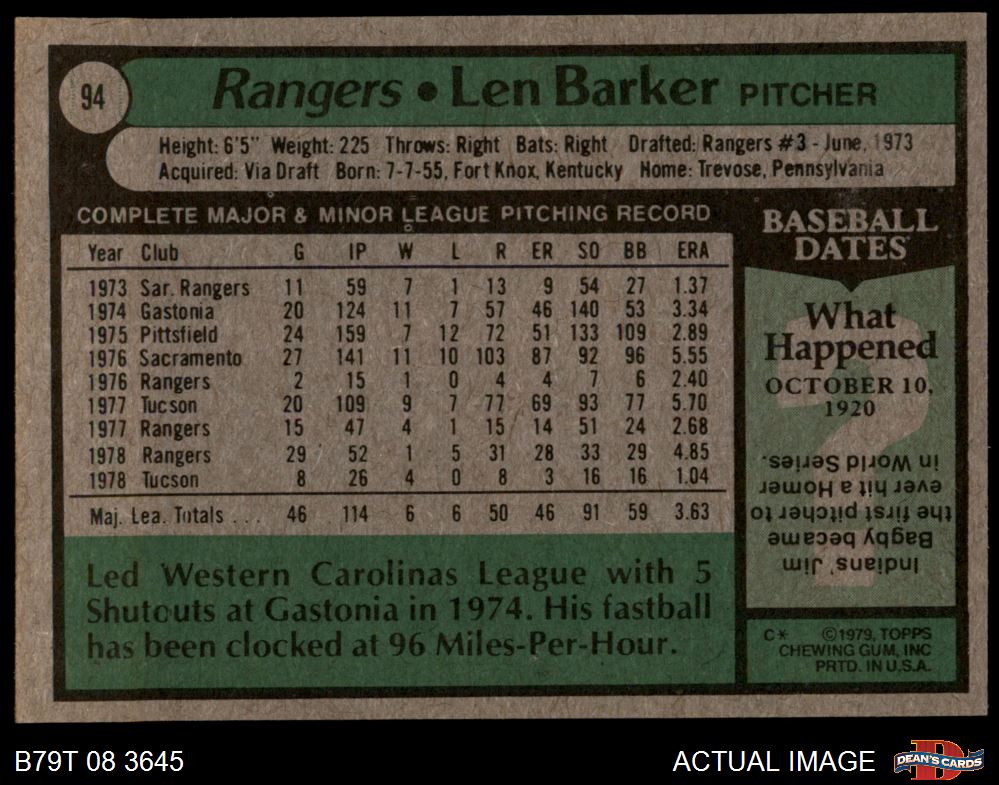 94
Rangers • Len Barker PITCHER
Height: 6'5" Weight: 225 Throws: Right Bats: Right Drafted: Rangers #3 - June, 1973
Acquired: Via Draft Born: 7-7-55, Fort Knox, Kentucky Home: Trevose, Pennsylvania
COMPLETE MAJOR & MINOR LEAGUE PITCHING RECORD
Year Club G IP W L R ER SO BB ERA
1973 Sar. Rangers 11 59 7 1 13 9 54 27 1.37
1974 Gastonia 20 124 11 7 57 46 140 53 3.34
1975 Pittsfield 24 159 7 12 72 51 133 109 2.89
1976 Sacramento 27 141 11 10 103 87 92 96 5.55
1976 Rangers 2 15 1 0 4 4 7 6 2.40
1977 Tucson 20 109 9 7 77 69 93 77 5.70
1977 Rangers 15 47 4 1 15 14 51 24 2.68
1978 Rangers 29 52 1 5 31 28 33 29 4.85
1978 Tucson 8 26 4 0 8 3 16 16 1.04
Maj. Lea. Totals . . . 46 114 6 6 50 46 91 59 3.63
Led Western Carolinas League with 5
Shutouts at Gastonia in 1974. His fastball
has been clocked at 96 Miles-Per-Hour.
BASEBALL
DATES
What
Happened
OCTOBER 10,
1920
Indians' Jim
Bagby became
the first pitcher to
ever hit a Homer
in World Series.
C* ©1979, TOPPS
CHEWING GUM, INC
PRTD. IN U.S.A.
B79T 08 3645
ACTUAL IMAGE
DEAN'S CARDS